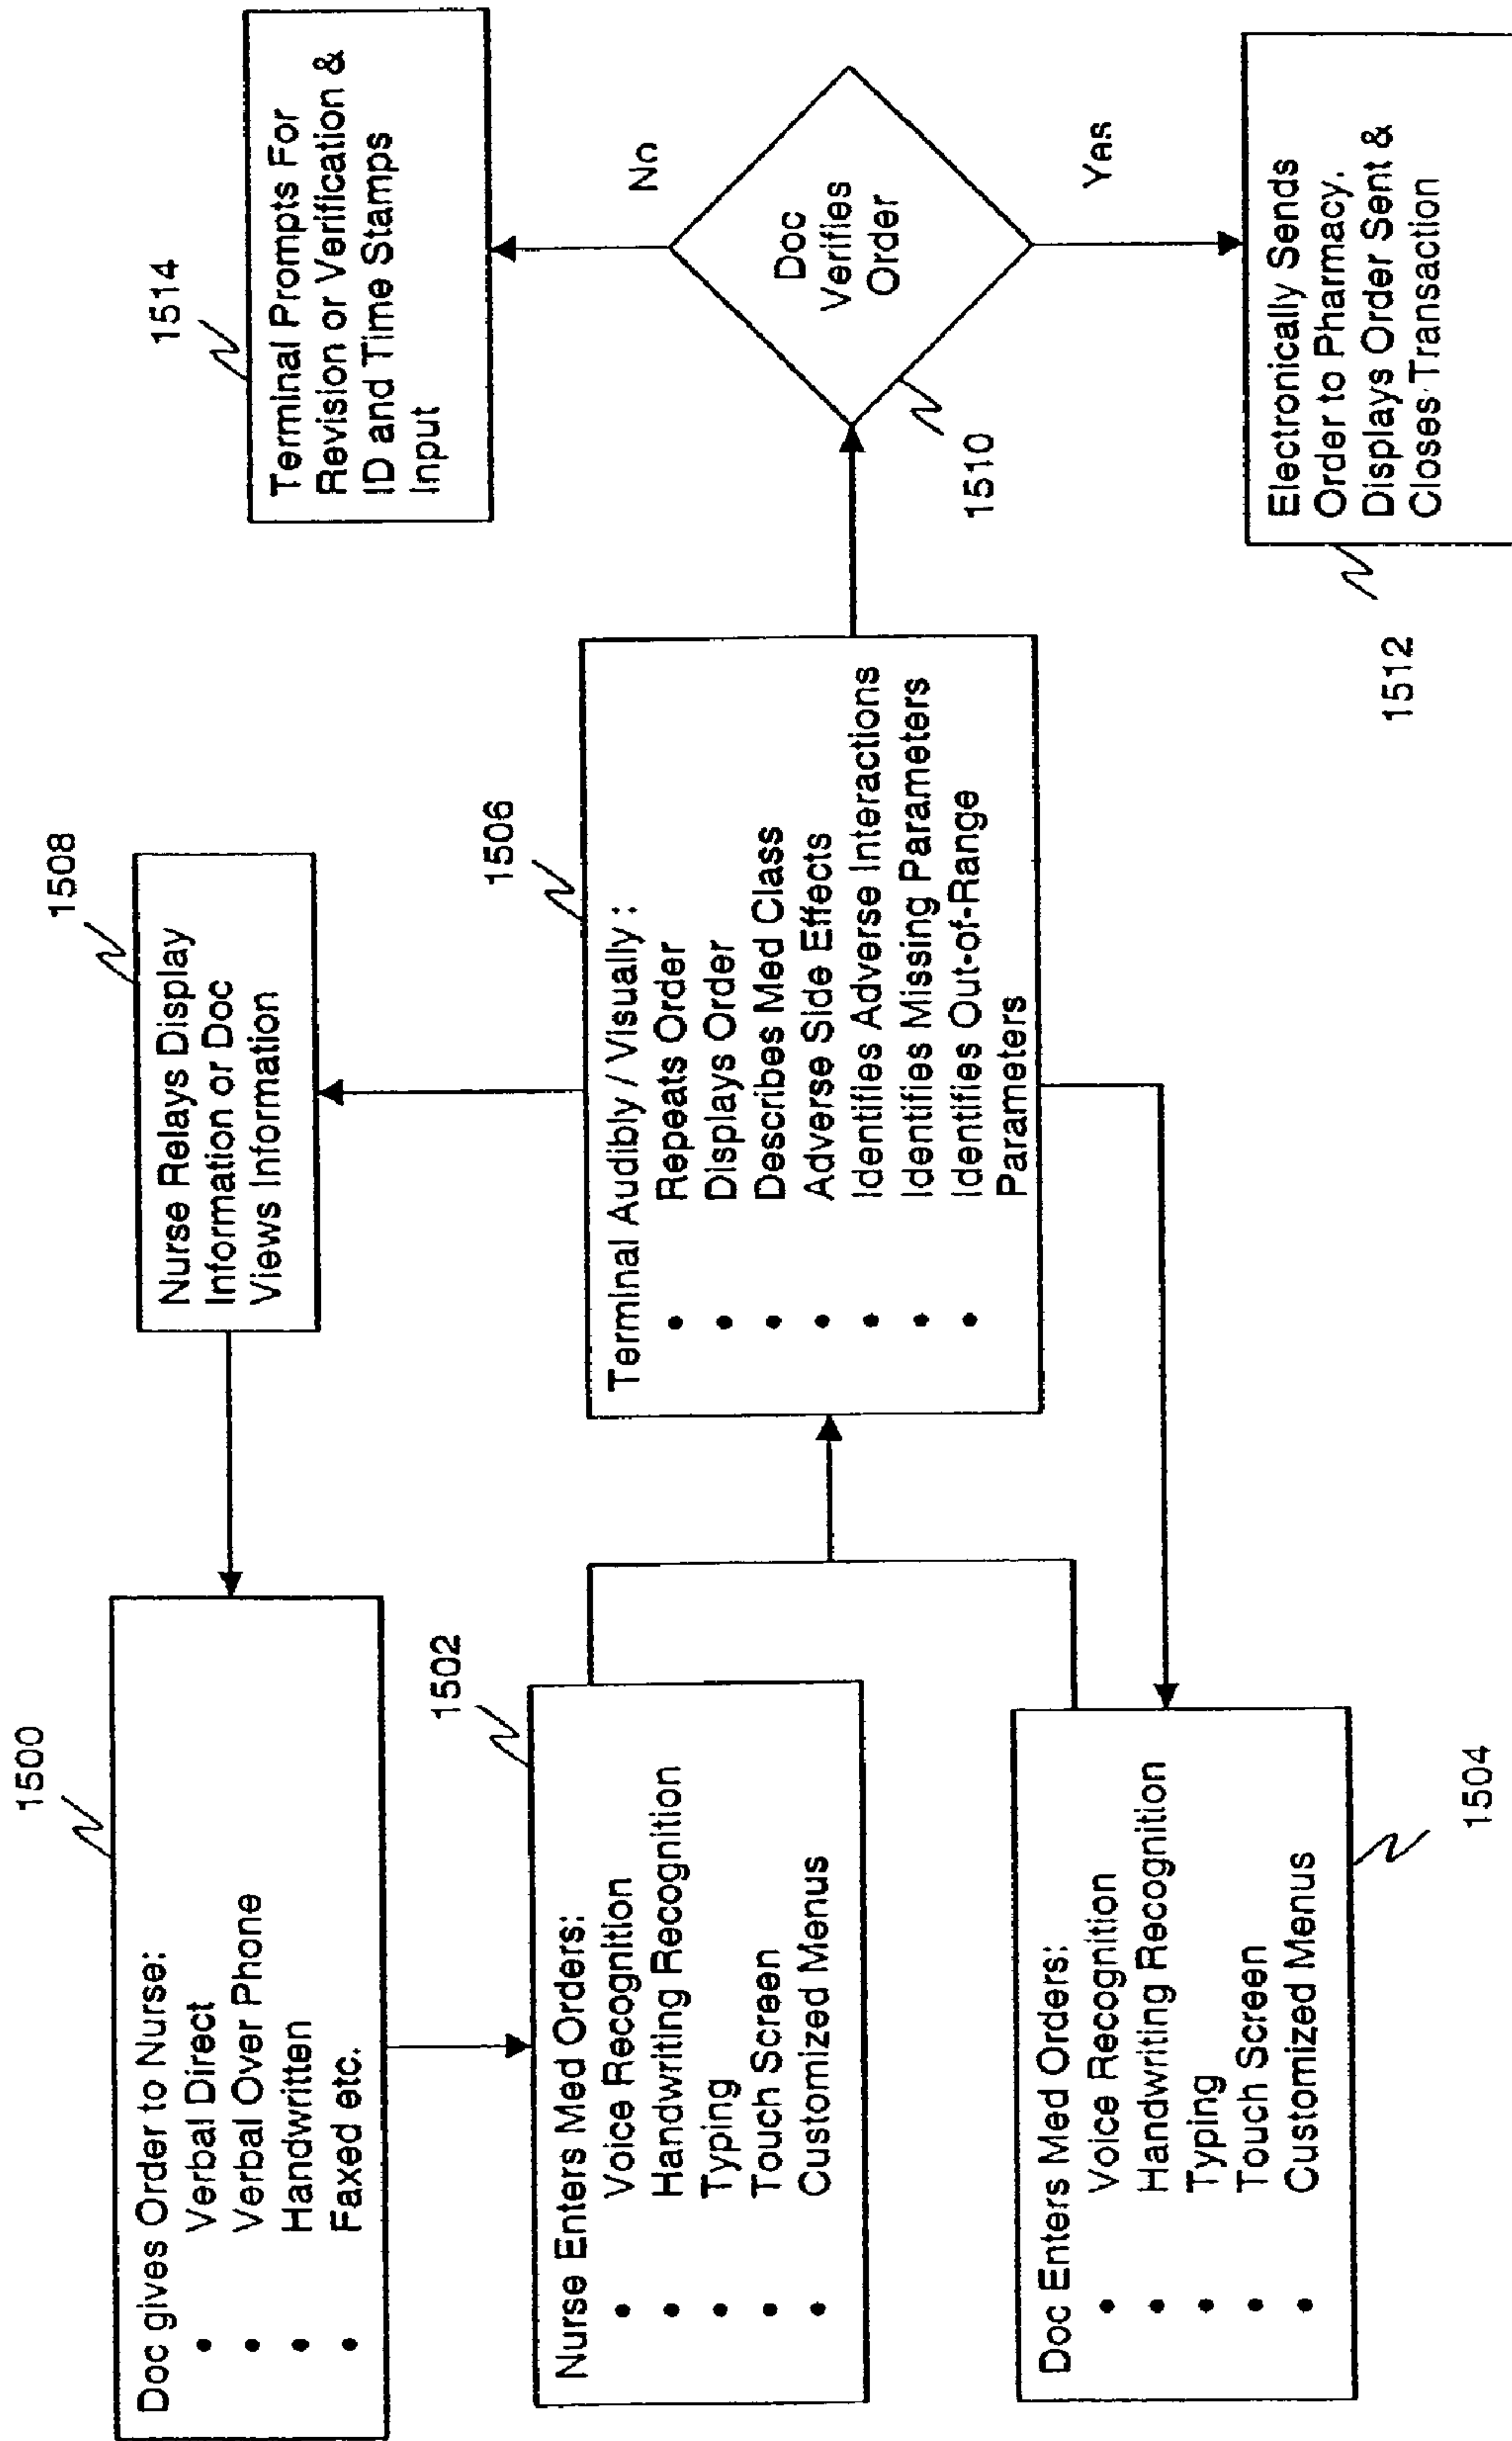 1500
Doc gives Order to Nurse:
• Verbal Direct
• Verbal Over Phone
• Handwritten
• Faxed etc.
1502
Nurse Enters Med Orders:
• Voice Recognition
• Handwriting Recognition
• Typing
• Touch Screen
• Customized Menus
Doc Enters Med Orders:
• Voice Recognition
• Handwriting Recognition
• Typing
• Touch Screen
• Customized Menus
1504
1508
Nurse Relays Display
Information or Doc
Views Information
1506
Terminal Audibly / Visually :
• Repeats Order
• Displays Order
• Describes Med Class
• Adverse Side Effects
• Identifies Adverse Interactions
• Identifies Missing Parameters
• Identifies Out-of-Range
Parameters
1514
Terminal Prompts For
Revision or Verification &
ID and Time Stamps
Input
No
Doc
Verifies
Order
1510
Yes
Electronically Sends
Order to Pharmacy.
Displays Order Sent &
Closes Transaction
1512